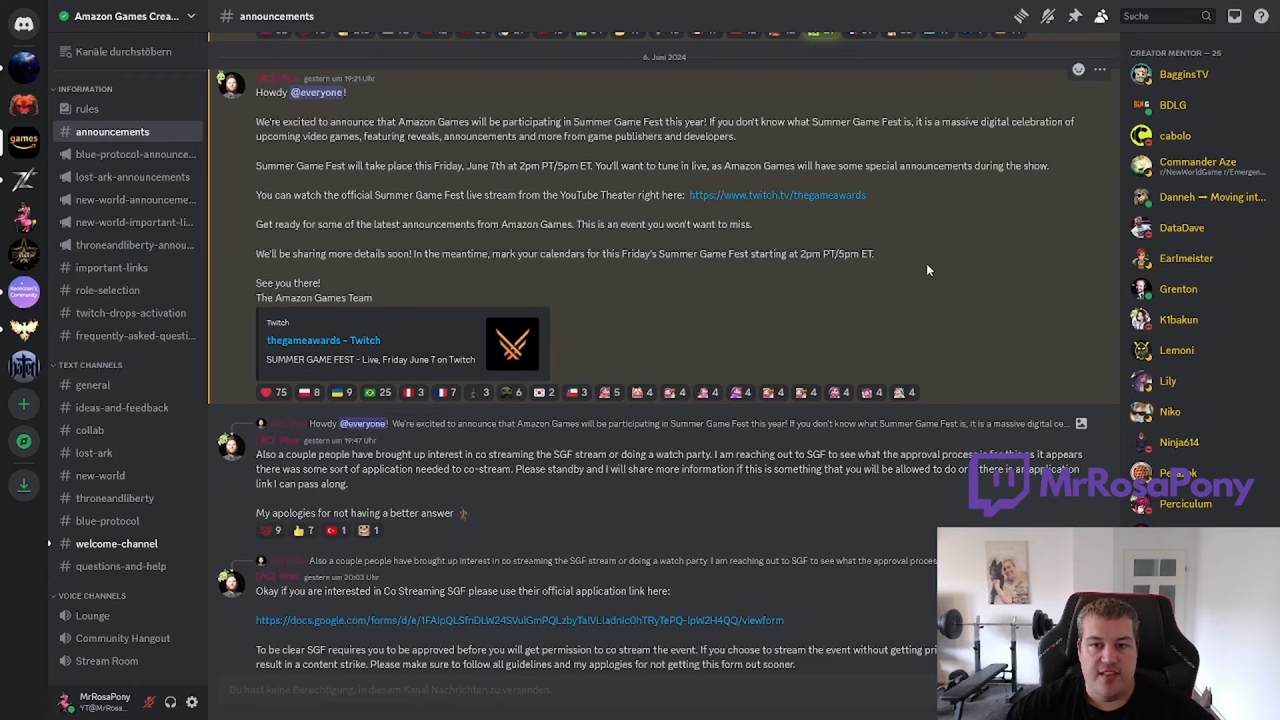 Amazon Games Crea...
announcements
Suche
Kanäle durchstöbern
6. Juni 2024
CREATOR MENTOR — 25
INFORMATION
rules
announcements
blue-protocol-announce...
lost-ark-announcements
new-world-announceme...
new-world-important-li...
throneandliberty-annou...
important-links
role-selection
twitch-drops-activation
frequently-asked-questi...
TEXT CHANNELS
general
ideas-and-feedback
collab
lost-ark
new-world
throneandliberty
blue-protocol
welcome-channel
questions-and-help
VOICE CHANNELS
Lounge
Community Hangout
Stream Room
MrRosaPony
YT@MrRosa...
gestern um 19:21 Uhr
Howdy @everyone!
We're excited to announce that Amazon Games will be participating in Summer Game Fest this year! If you don't know what Summer Game Fest is, it is a massive digital celebration of
upcoming video games, featuring reveals, announcements and more from game publishers and developers.
Summer Game Fest will take place this Friday, June 7th at 2pm PT/5pm ET. You'll want to tune in live, as Amazon Games will have some special announcements during the show.
You can watch the official Summer Game Fest live stream from the YouTube Theater right here: https://www.twitch.tv/thegameawards
Get ready for some of the latest announcements from Amazon Games. This is an event you won't want to miss.
We'll be sharing more details soon! In the meantime, mark your calendars for this Friday's Summer Game Fest starting at 2pm PT/5pm ET.
See you there!
The Amazon Games Team
Twitch
thegameawards - Twitch
SUMMER GAME FEST - Live, Friday June 7 on Twitch
75 8 9 25 3 7 3 6 2 3 5 4 4 4 4 4 4 4 4 4
Howdy @everyone! We're excited to announce that Amazon Games will be participating in Summer Game Fest this year! If you don't know what Summer Game Fest is, it is a massive digital ce...
gestern um 19:47 Uhr
Also a couple people have brought up interest in co streaming the SGF stream or doing a watch party. I am reaching out to SGF to see what the approval process is for this as it appears
there was some sort of application needed to co-stream. Please standby and I will share more information if this is something that you will be allowed to do or if there is an application
link I can pass along.
My apologies for not having a better answer
9 7 1 1
Also a couple people have brought up interest in co streaming the SGF stream or doing a watch party. I am reaching out to SGF to see what the approval proces
gestern um 20:03 Uhr
Okay if you are interested in Co Streaming SGF please use their official application link here:
To be clear SGF requires you to be approved before you will get permission to co stream the event. If you choose to stream the event without getting pri
result in a content strike. Please make sure to follow all guidelines and my applogies for not getting this form out sooner.
Du hast keine Berechtigung, in diesem Kanal Nachrichten zu versenden.
BagginsTV
BDLG
cabolo
Commander Aze
r/NewWorldGame r/Emergen...
Danneh → Moving int...
DataDave
Earlmeister
Grenton
K1bakun
Lemoni
Lily
Niko
Ninja614
Perciculum
MrRosaPony
amazon games